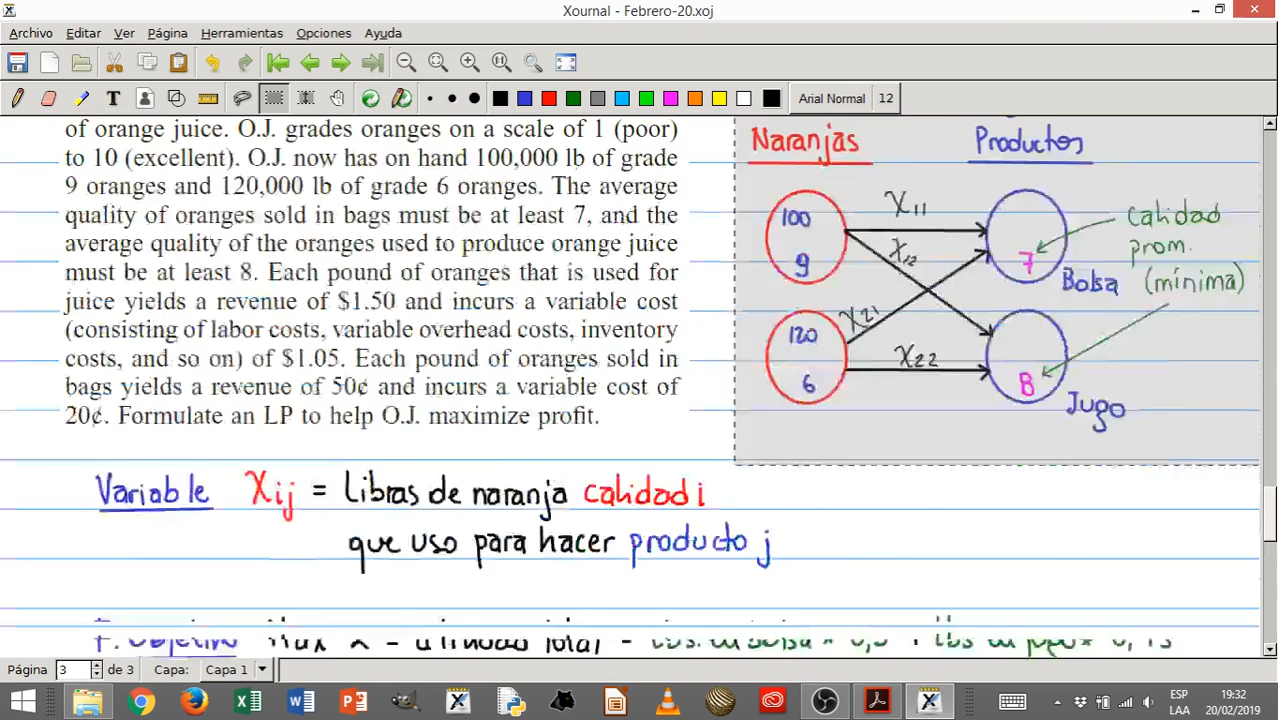 Xournal - Febrero-20.xoj
Archivo Editar Ver Página Herramientas Opciones Ayuda
Arial Normal 12
of orange juice. O.J. grades oranges on a scale of 1 (poor)
to 10 (excellent). O.J. now has on hand 100,000 lb of grade
9 oranges and 120,000 lb of grade 6 oranges. The average
quality of oranges sold in bags must be at least 7, and the
average quality of the oranges used to produce orange juice
must be at least 8. Each pound of oranges that is used for
juice yields a revenue of $1.50 and incurs a variable cost
(consisting of labor costs, variable overhead costs, inventory
costs, and so on) of $1.05. Each pound of oranges sold in
bags yields a revenue of 50¢ and incurs a variable cost of
20¢. Formulate an LP to help O.J. maximize profit.
Naranjas Productos
100
9
X11
X12
7
Bolsa
calidad
prom.
(mínima)
120
6
X21
X22
8
Jugo
Variable Xij = Libras de naranja calidad i
que uso para hacer producto j
F. Objetivo
Página 3 de 3 Capa: Capa 1
ESP
LAA
19:32
20/02/2019